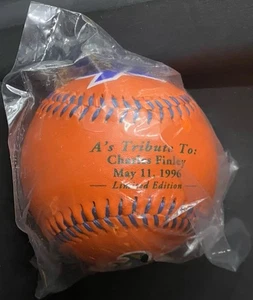 A's Tribute To:
Charles Finley
May 11, 1996
Limited Edition